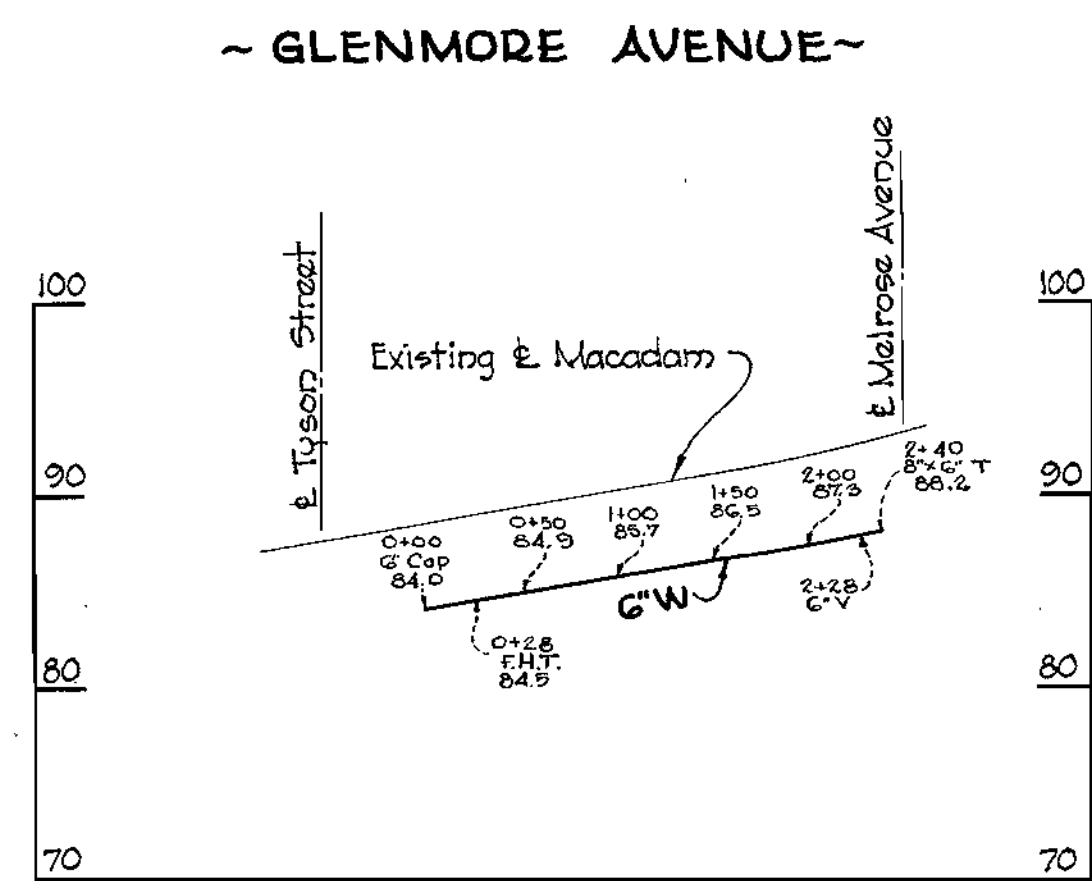 ~ GLENMORE AVENUE ~
℄ Tyson Street
℄ Melrose Avenue
100
100
Existing ℄ Macadam
90
90
0+00
6" Cap
84.0
0+50
84.9
1+00
85.7
1+50
86.5
2+00
87.3
2+40
8"x6" T
88.2
6"W
2+28
6"V
0+28
F.H.T.
84.5
80
80
70
70